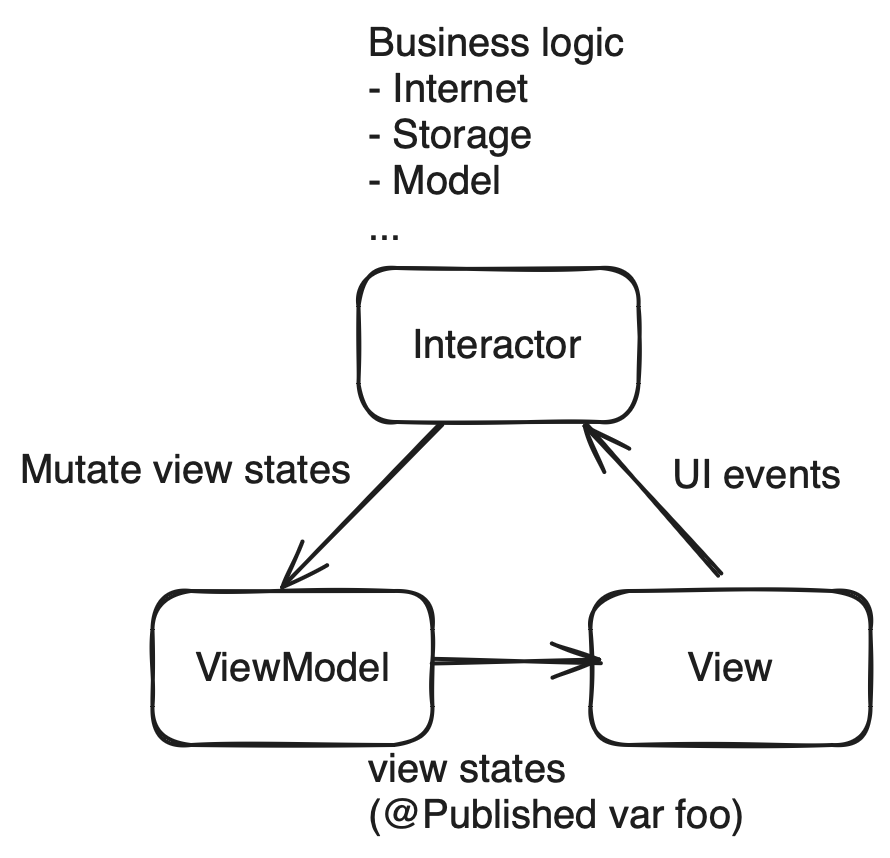 Business logic
- Internet
- Storage
- Model
...
Interactor
Mutate view states
UI events
ViewModel
View
view states
(@Published var foo)